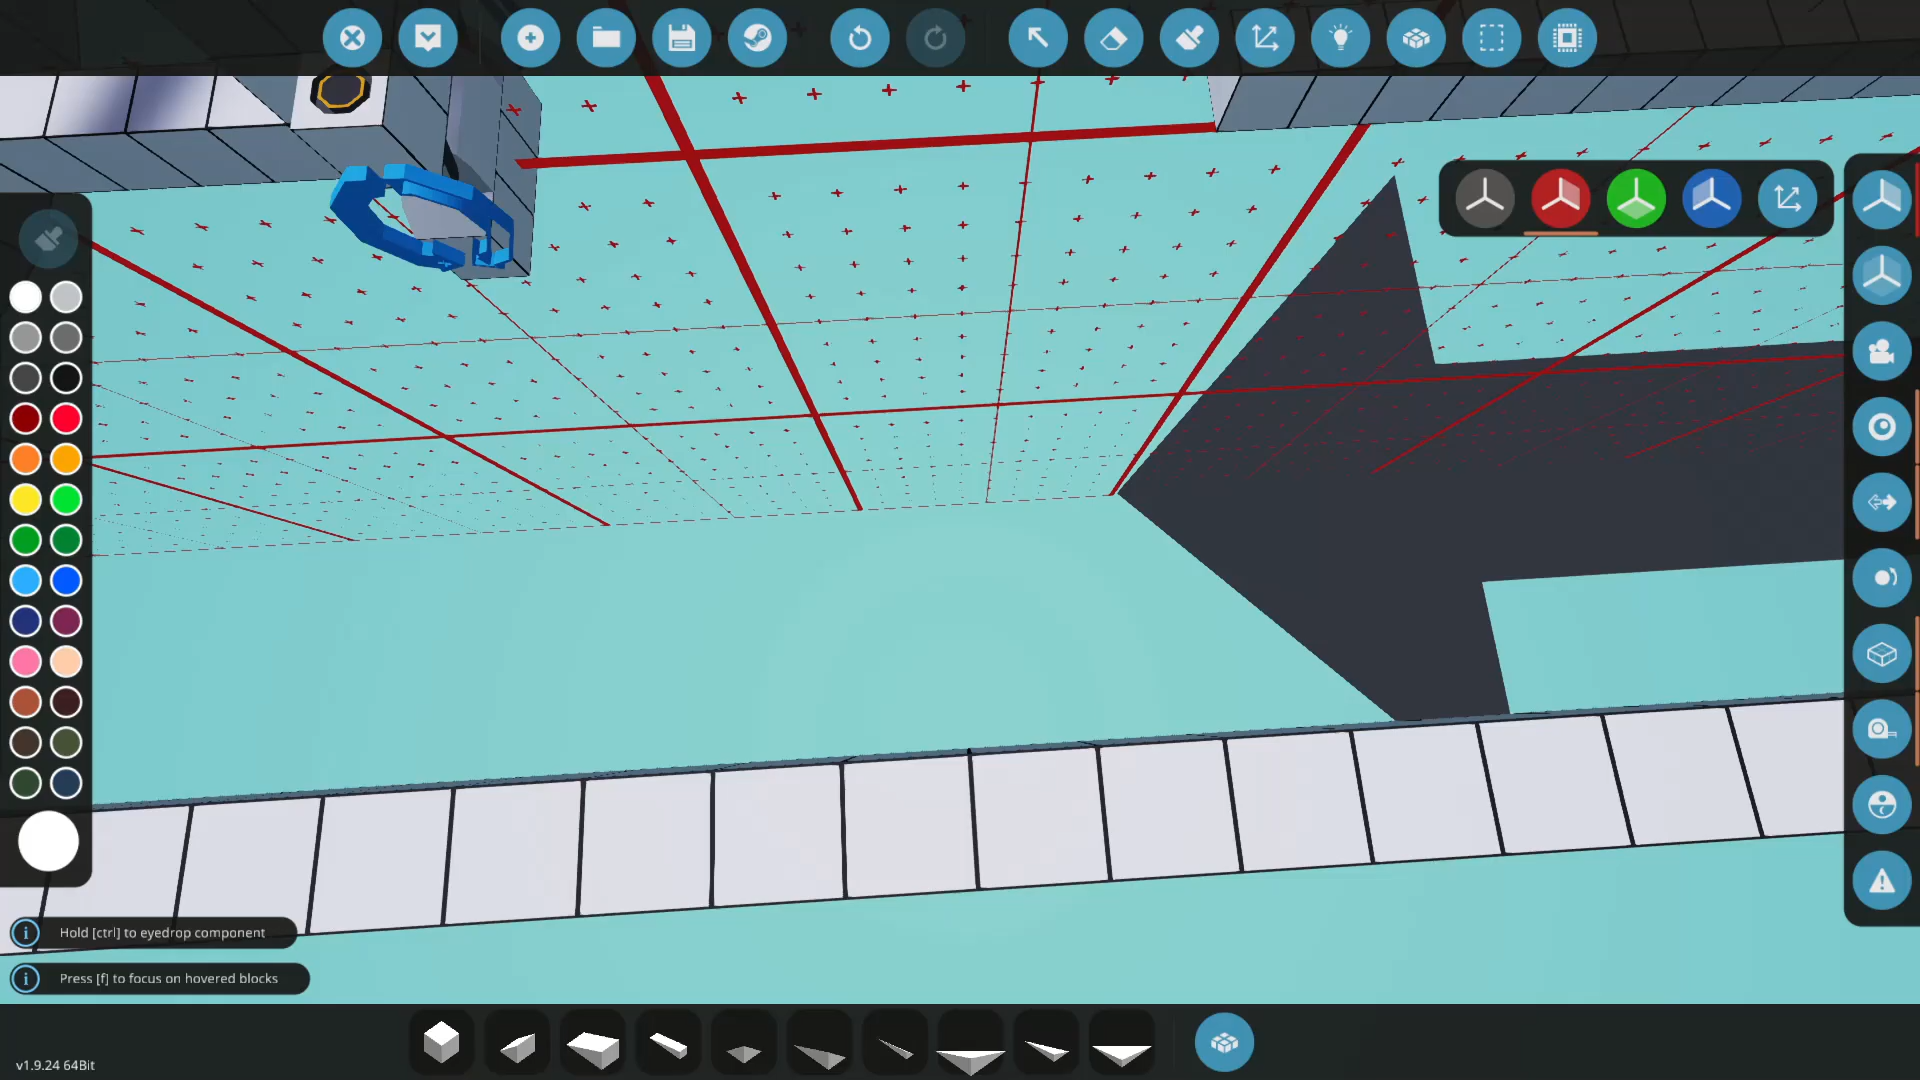 Hold [ctrl] to eyedrop component
Press [f] to focus on hovered blocks
v1.9.24 64Bit